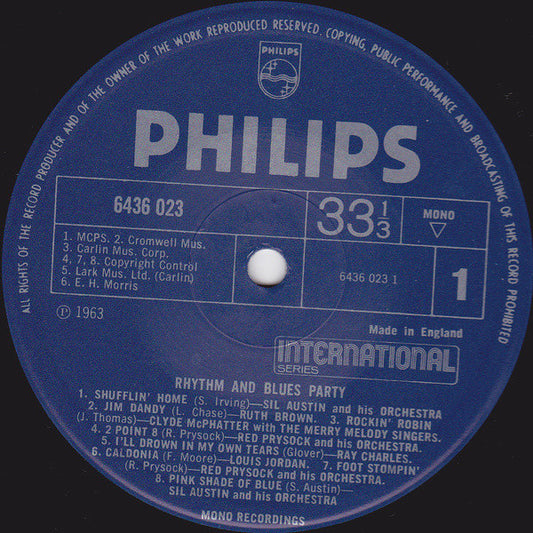 ALL RIGHTS OF THE RECORD PRODUCER AND OF THE OWNER OF THE WORK REPRODUCED RESERVED. COPYING, PUBLIC PERFORMANCE AND BROADCASTING OF THIS RECORD PROHIBITED
PHILIPS
PHILIPS
6436 023
33 1/3
MONO
1. MCPS. 2. Cromwell Mus.
3. Carlin Mus. Corp.
4, 7, 8. Copyright Control
5. Lark Mus. Ltd. (Carlin)
6. E. H. Morris
6436 023 1
1
Ⓟ 1963
Made in England
INTERNATIONAL
SERIES
RHYTHM AND BLUES PARTY
1. SHUFFLIN' HOME (S. Irving)—SIL AUSTIN and his ORCHESTRA
2. JIM DANDY (L. Chase)—RUTH BROWN. 3. ROCKIN' ROBIN
(J. Thomas)—CLYDE McPHATTER with THE MERRY MELODY SINGERS.
4. 2 POINT 8 (R. Prysock)—RED PRYSOCK and his ORCHESTRA.
5. I'LL DROWN IN MY OWN TEARS (Glover)—RAY CHARLES.
6. CALDONIA (F. Moore)—LOUIS JORDAN. 7. FOOT STOMPIN'
(R. Prysock)—RED PRYSOCK and his ORCHESTRA.
8. PINK SHADE OF BLUE (S. Austin)—
SIL AUSTIN and his ORCHESTRA
MONO RECORDINGS